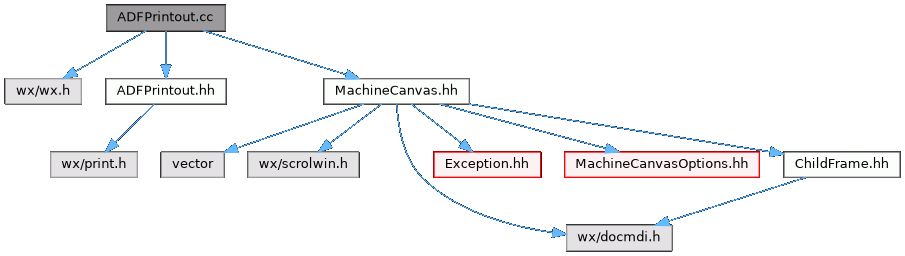 ADFPrintout.cc
wx/wx.h
ADFPrintout.hh
MachineCanvas.hh
wx/print.h
vector
wx/scrolwin.h
Exception.hh
MachineCanvasOptions.hh
ChildFrame.hh
wx/docmdi.h